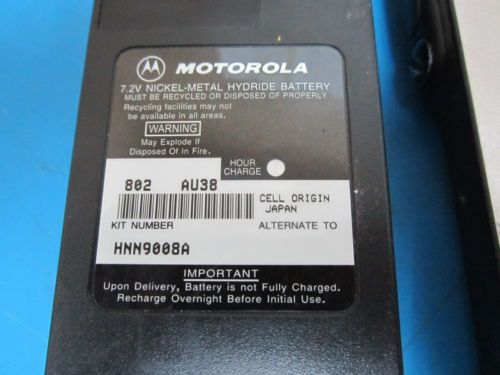 MOTOROLA
7.2V NICKEL-METAL HYDRIDE BATTERY
MUST BE RECYCLED OR DISPOSED OF PROPERLY
Recycling facilities may not
be available in all areas.
WARNING
May Explode If
Disposed Of In Fire.
HOUR
CHARGE
802 AU38
CELL ORIGIN
JAPAN
KIT NUMBER
ALTERNATE TO
HNN9008A
IMPORTANT
Upon Delivery, Battery is not Fully Charged.
Recharge Overnight Before Initial Use.